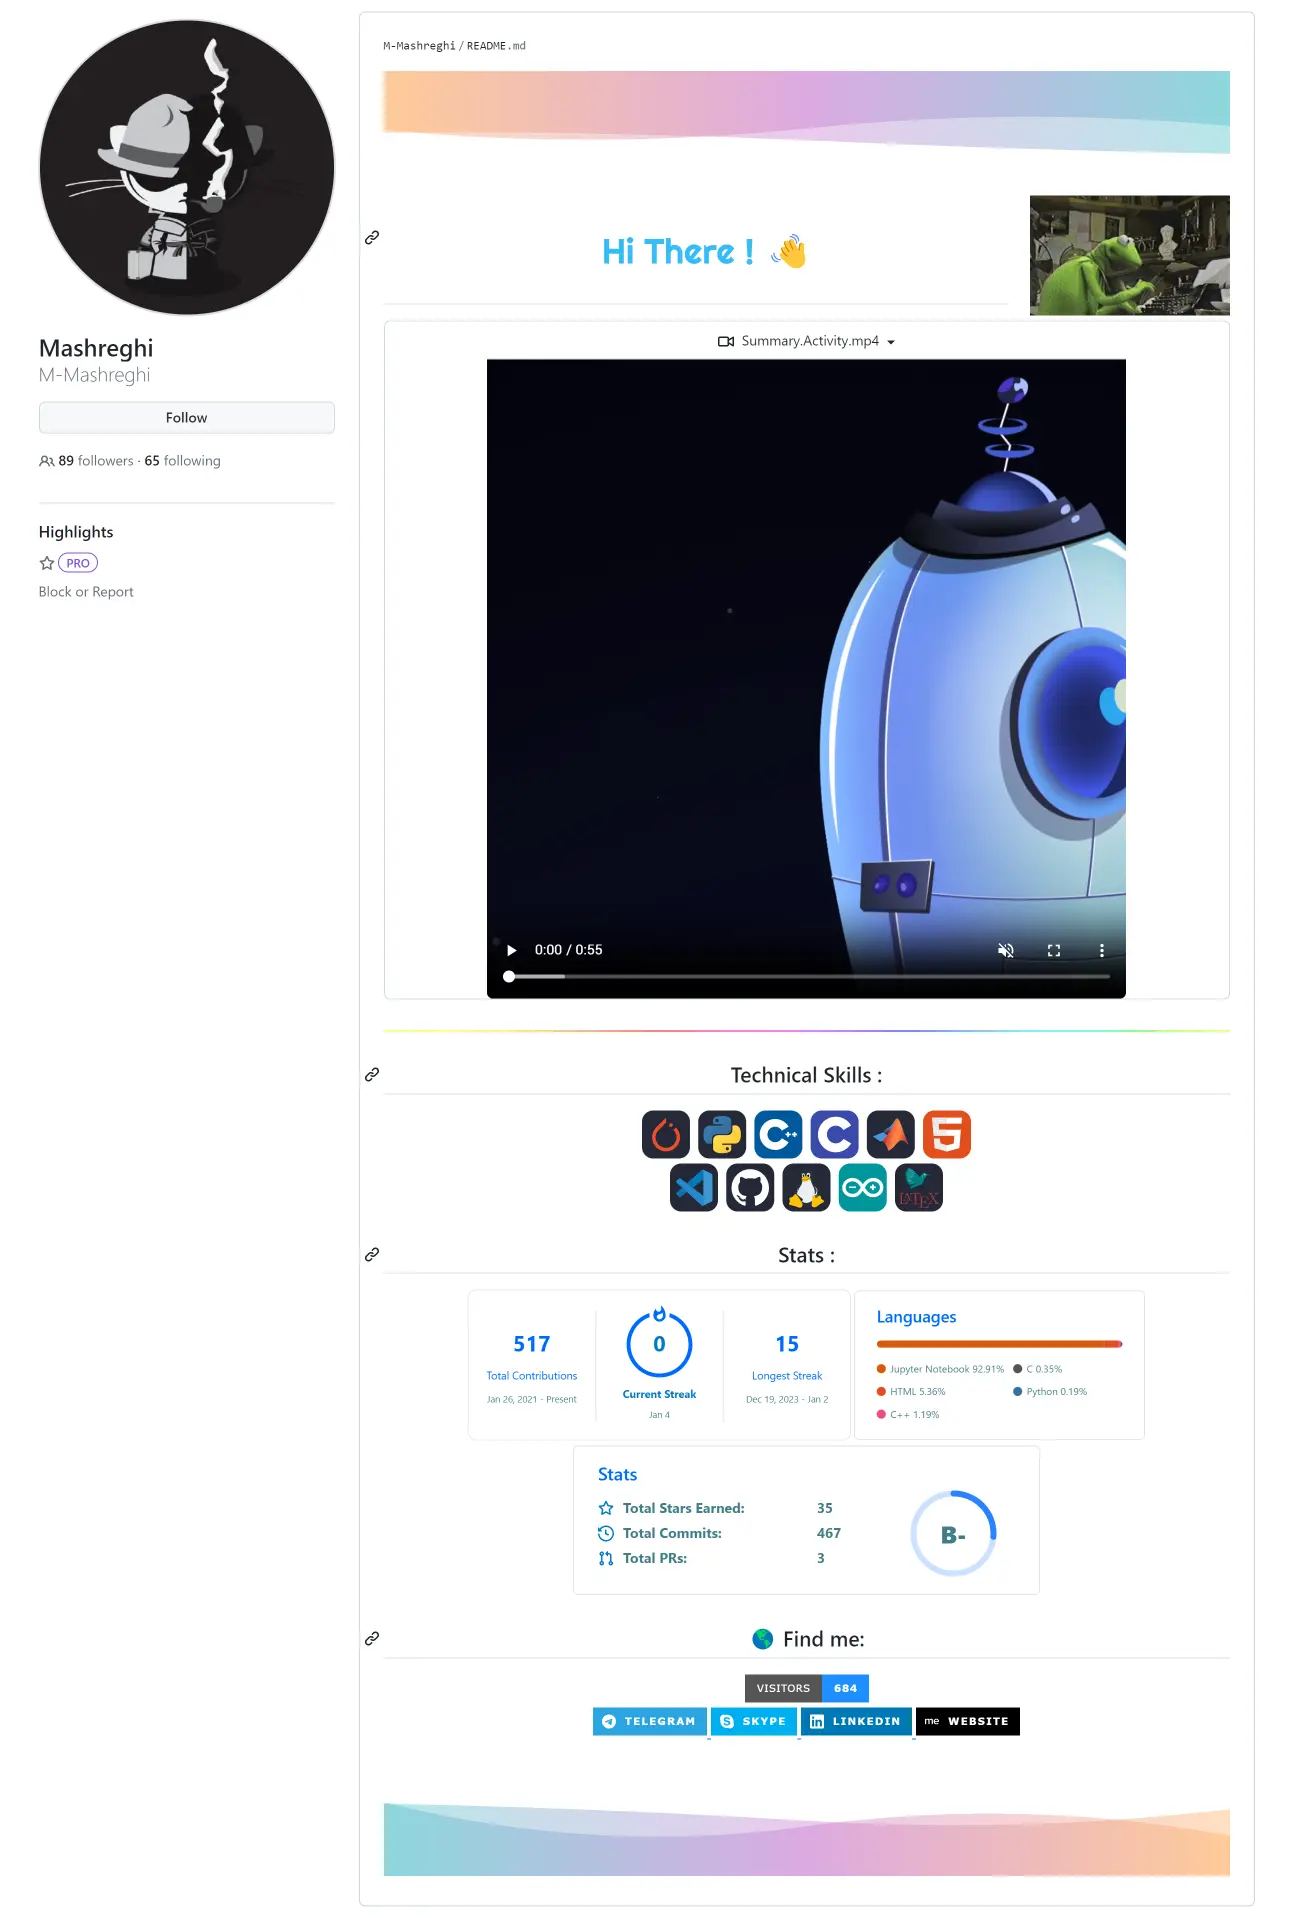 Mashreghi
M-Mashreghi
Follow
89 followers · 65 following
Highlights
PRO
Block or Report
M-Mashreghi / README.md
Hi There ! 👋
Summary.Activity.mp4
0:00 / 0:55
Technical Skills :
LATEX
Stats :
517
Total Contributions
Jan 26, 2021 - Present
0
Current Streak
Jan 4
15
Longest Streak
Dec 19, 2023 - Jan 2
Languages
Jupyter Notebook 92.91%
C 0.35%
HTML 5.36%
Python 0.19%
C++ 1.19%
Stats
Total Stars Earned: 35
Total Commits: 467
Total PRs: 3
B-
🌎 Find me:
VISITORS 684
TELEGRAM
SKYPE
LINKEDIN
me WEBSITE